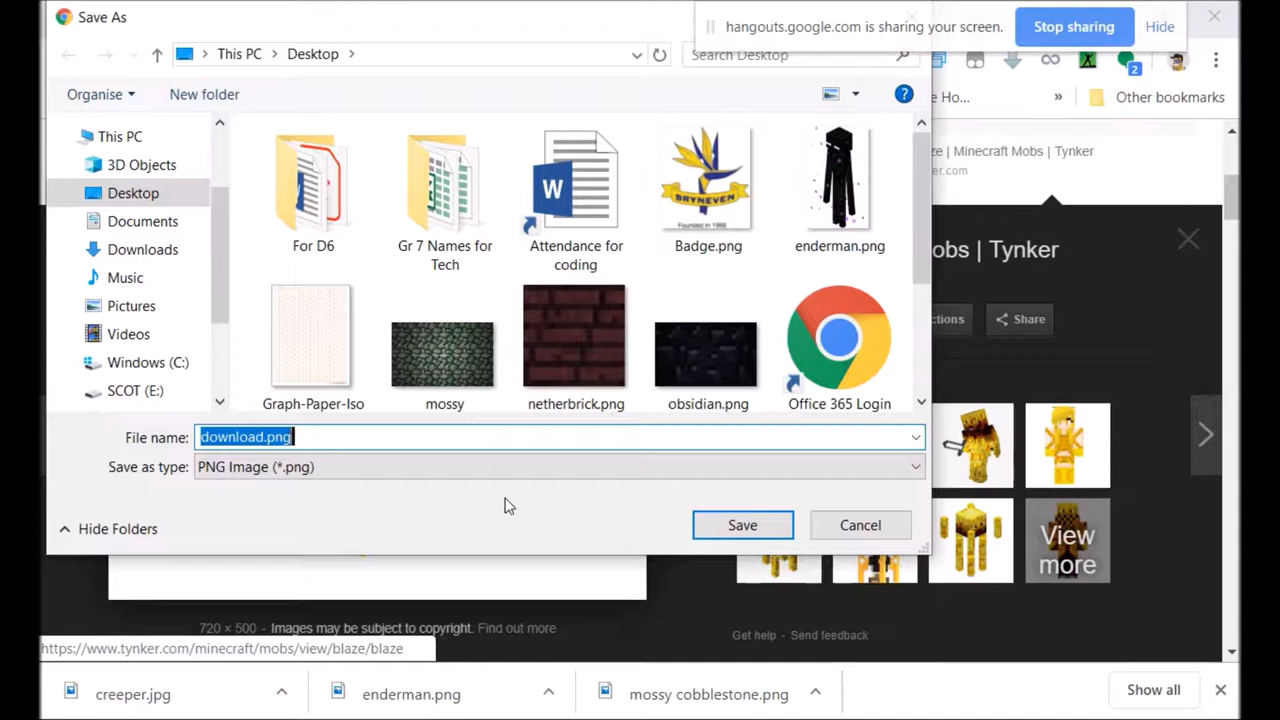 Save As
hangouts.google.com is sharing your screen.
Stop sharing
Hide
This PC
Desktop
Search Desktop
2
Organise
New folder
?
e Ho...
»
Other bookmarks
This PC
3D Objects
Desktop
Documents
Downloads
Music
Pictures
Videos
Windows (C:)
SCOT (E:)
For D6
Gr 7 Names for
Tech
W
Attendance for
coding
BRYNEVEN
Badge.png
enderman.png
Graph-Paper-Iso
mossy
netherbrick.png
obsidian.png
Office 365 Login
ze | Minecraft Mobs | Tynker
er.com
obs | Tynker
ctions
Share
File name:
download.png
Save as type:
PNG Image (*.png)
Hide Folders
Save
Cancel
View
more
720 × 500 - Images may be subject to copyright. Find out more
Get help - Send feedback
https://www.tynker.com/minecraft/mobs/view/blaze/blaze
creeper.jpg
enderman.png
mossy cobblestone.png
Show all